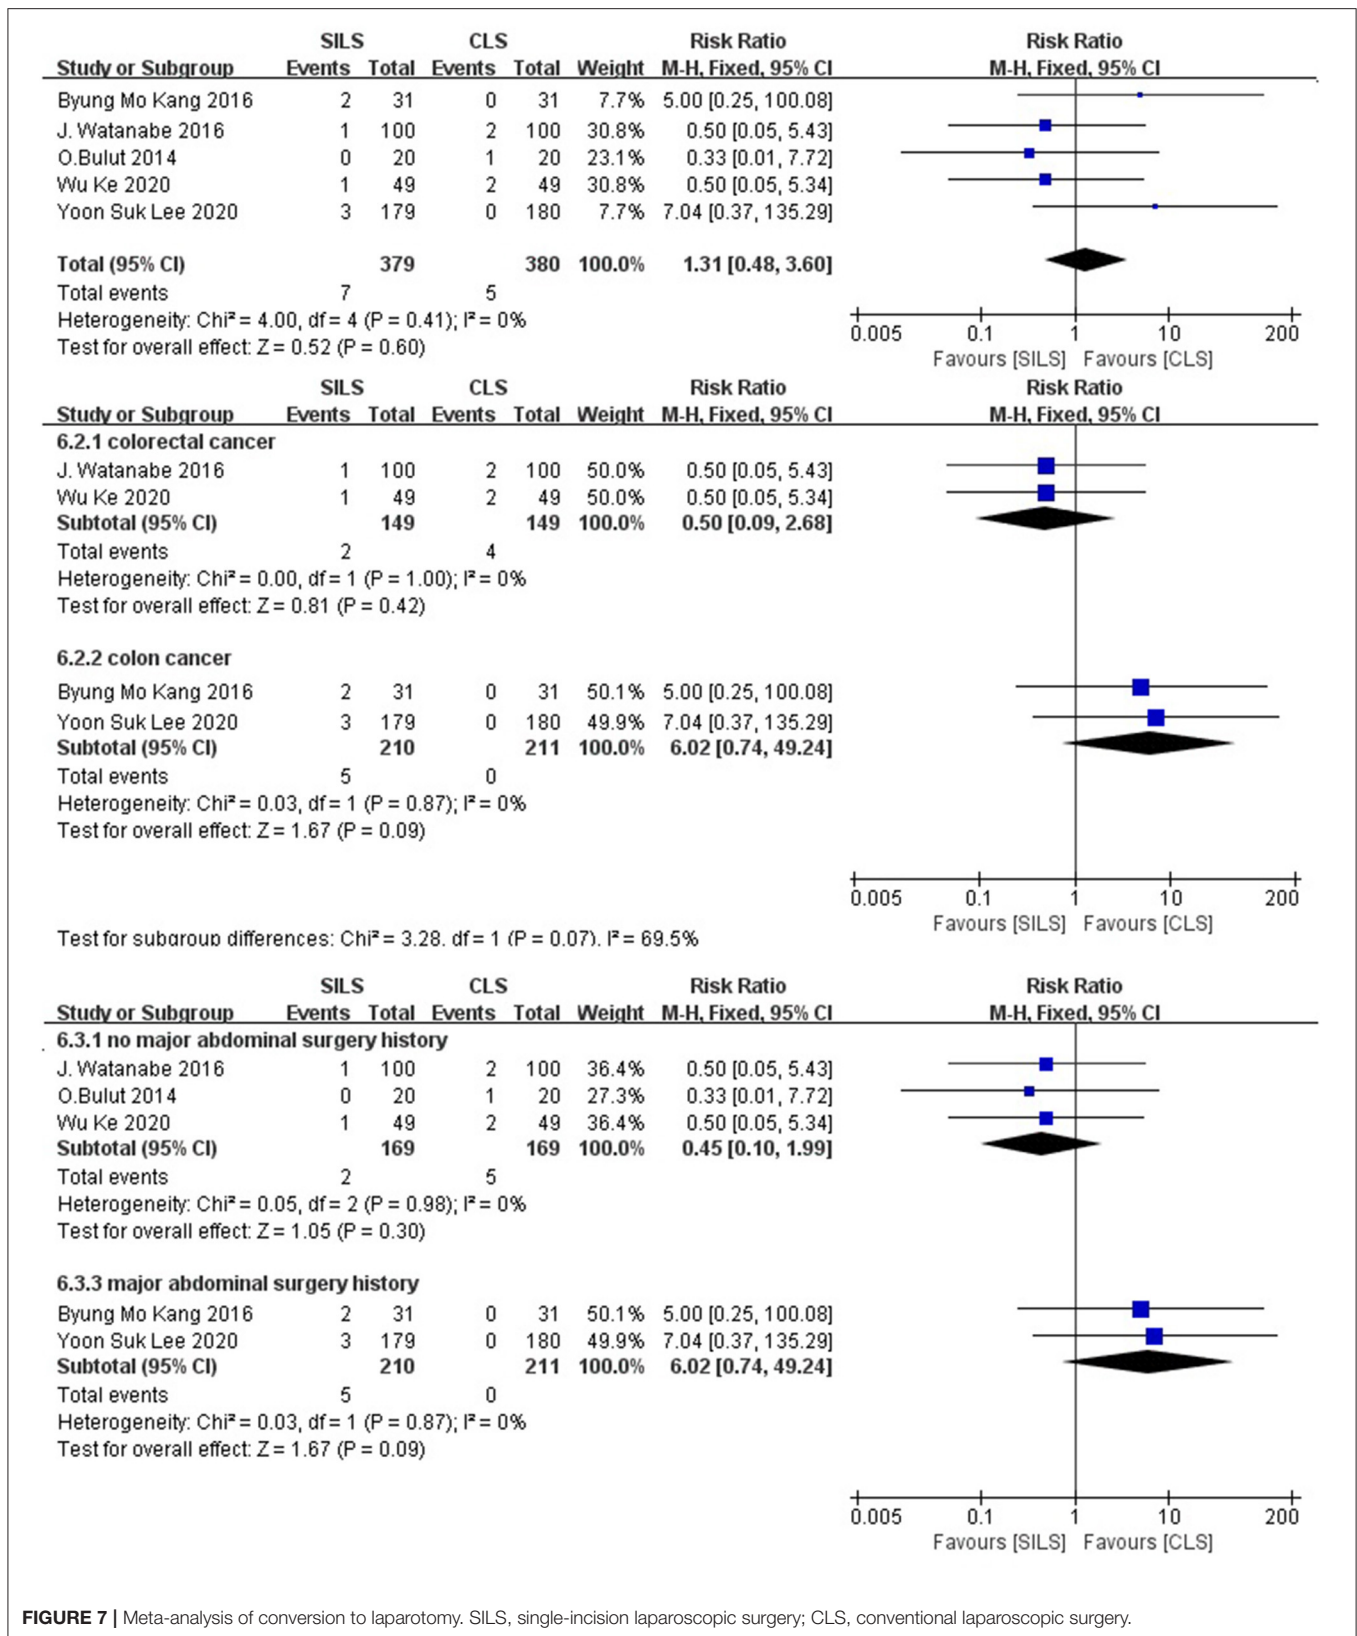 SILS CLS Risk Ratio Risk Ratio
Study or Subgroup Events Total Events Total Weight M-H, Fixed, 95% CI M-H, Fixed, 95% CI
Byung Mo Kang 2016 2 31 0 31 7.7% 5.00 [0.25, 100.08]
J. Watanabe 2016 1 100 2 100 30.8% 0.50 [0.05, 5.43]
O.Bulut 2014 0 20 1 20 23.1% 0.33 [0.01, 7.72]
Wu Ke 2020 1 49 2 49 30.8% 0.50 [0.05, 5.34]
Yoon Suk Lee 2020 3 179 0 180 7.7% 7.04 [0.37, 135.29]
Total (95% CI) 379 380 100.0% 1.31 [0.48, 3.60]
Total events 7 5
Heterogeneity: Chi² = 4.00, df = 4 (P = 0.41); I² = 0%
Test for overall effect: Z = 0.52 (P = 0.60)
0.005 0.1 1 10 200
Favours [SILS] Favours [CLS]
SILS CLS Risk Ratio Risk Ratio
Study or Subgroup Events Total Events Total Weight M-H, Fixed, 95% CI M-H, Fixed, 95% CI
6.2.1 colorectal cancer
J. Watanabe 2016 1 100 2 100 50.0% 0.50 [0.05, 5.43]
Wu Ke 2020 1 49 2 49 50.0% 0.50 [0.05, 5.34]
Subtotal (95% CI) 149 149 100.0% 0.50 [0.09, 2.68]
Total events 2 4
Heterogeneity: Chi² = 0.00, df = 1 (P = 1.00); I² = 0%
Test for overall effect: Z = 0.81 (P = 0.42)
6.2.2 colon cancer
Byung Mo Kang 2016 2 31 0 31 50.1% 5.00 [0.25, 100.08]
Yoon Suk Lee 2020 3 179 0 180 49.9% 7.04 [0.37, 135.29]
Subtotal (95% CI) 210 211 100.0% 6.02 [0.74, 49.24]
Total events 5 0
Heterogeneity: Chi² = 0.03, df = 1 (P = 0.87); I² = 0%
Test for overall effect: Z = 1.67 (P = 0.09)
0.005 0.1 1 10 200
Favours [SILS] Favours [CLS]
Test for subgroup differences: Chi² = 3.28. df = 1 (P = 0.07). I² = 69.5%
SILS CLS Risk Ratio Risk Ratio
Study or Subgroup Events Total Events Total Weight M-H, Fixed, 95% CI M-H, Fixed, 95% CI
6.3.1 no major abdominal surgery history
J. Watanabe 2016 1 100 2 100 36.4% 0.50 [0.05, 5.43]
O.Bulut 2014 0 20 1 20 27.3% 0.33 [0.01, 7.72]
Wu Ke 2020 1 49 2 49 36.4% 0.50 [0.05, 5.34]
Subtotal (95% CI) 169 169 100.0% 0.45 [0.10, 1.99]
Total events 2 5
Heterogeneity: Chi² = 0.05, df = 2 (P = 0.98); I² = 0%
Test for overall effect: Z = 1.05 (P = 0.30)
6.3.3 major abdominal surgery history
Byung Mo Kang 2016 2 31 0 31 50.1% 5.00 [0.25, 100.08]
Yoon Suk Lee 2020 3 179 0 180 49.9% 7.04 [0.37, 135.29]
Subtotal (95% CI) 210 211 100.0% 6.02 [0.74, 49.24]
Total events 5 0
Heterogeneity: Chi² = 0.03, df = 1 (P = 0.87); I² = 0%
Test for overall effect: Z = 1.67 (P = 0.09)
0.005 0.1 1 10 200
Favours [SILS] Favours [CLS]
FIGURE 7 | Meta-analysis of conversion to laparotomy. SILS, single-incision laparoscopic surgery; CLS, conventional laparoscopic surgery.